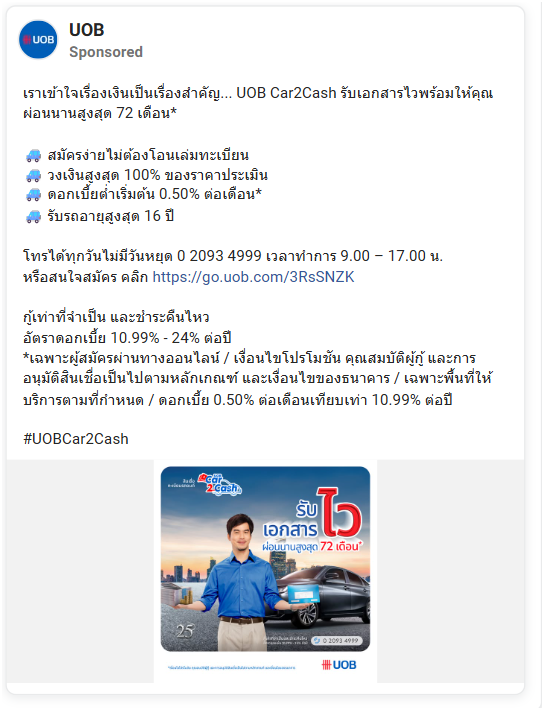 UOB
UOB
Sponsored
เราเข้าใจเรื่องเงินเป็นเรื่องสำคัญ... UOB Car2Cash รับเอกสารไวพร้อมให้คุณ
ผ่อนนานสูงสุด 72 เดือน*
สมัครง่ายไม่ต้องโอนเล่มทะเบียน
วงเงินสูงสุด 100% ของราคาประเมิน
ดอกเบี้ยต่ำเริ่มต้น 0.50% ต่อเดือน*
รับรถอายุสูงสุด 16 ปี
โทรได้ทุกวันไม่มีวันหยุด 0 2093 4999 เวลาทำการ 9.00 – 17.00 น.
หรือสนใจสมัคร คลิก https://go.uob.com/3RsSNZK
กู้เท่าที่จำเป็น และชำระคืนไหว
อัตราดอกเบี้ย 10.99% - 24% ต่อปี
*เฉพาะผู้สมัครผ่านทางออนไลน์ / เงื่อนไขโปรโมชัน คุณสมบัติผู้กู้ และการ
อนุมัติสินเชื่อเป็นไปตามหลักเกณฑ์ และเงื่อนไขของธนาคาร / เฉพาะพื้นที่ให้
บริการตามที่กำหนด / ดอกเบี้ย 0.50% ต่อเดือนเทียบเท่า 10.99% ต่อปี
#UOBCar2Cash
Car
2Cash
รับ
เอกสาร ไว
ผ่อนนานสูงสุด 72 เดือน*
25
0 2093 4999
UOB